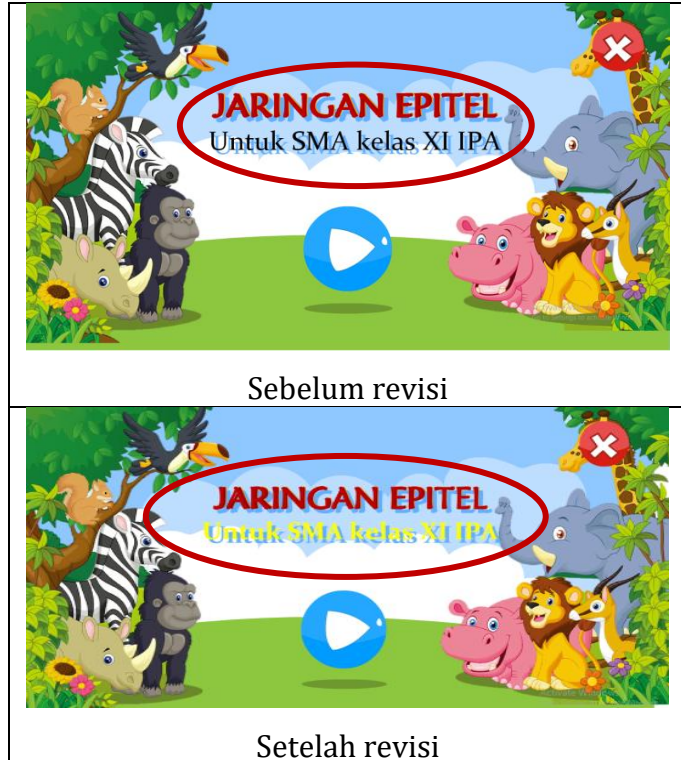 JARINGAN EPITEL
Untuk SMA kelas XI IPA
Sebelum revisi
JARINGAN EPITEL
Untuk SMA kelas XI IPA
Setelah revisi